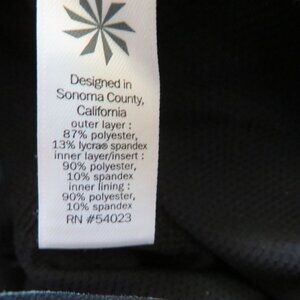 Designed in
Sonoma County,
California
outer layer :
87% polyester,
13% lycra® spandex
inner layer/insert :
90% polyester,
10% spandex
inner lining :
90% polyester,
10% spandex
RN #54023